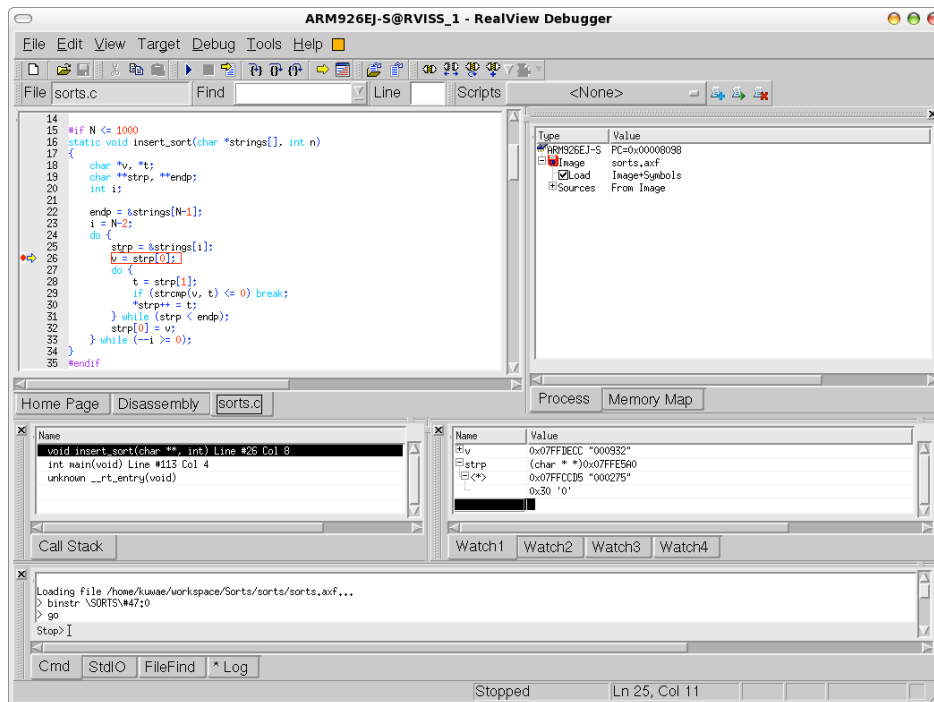 ARM926EJ-S@RVISS_1 - RealView Debugger
File Edit View Target Debug Tools Help
File sorts.c Find Line Scripts <None>
14
15 #if N <= 1000
16 static void insert_sort(char *strings[], int n)
17 {
18 char *v, *t;
19 char **strp, **endp;
20 int i;
21
22 endp = &strings[N-1];
23 i = N-2;
24 do {
25 strp = &strings[i];
26 v = strp[0];
27 do {
28 t = strp[1];
29 if (strcmp(v, t) <= 0) break;
30 *strp++ = t;
31 } while (strp < endp);
32 strp[0] = v;
33 } while (--i >= 0);
34 }
35 #endif
Home Page Disassembly sorts.c
Type Value
ARM926EJ-S PC=0x00008098
Image sorts.axf
Load Image+Symbols
Sources From Image
Process Memory Map
Name
void insert_sort(char **, int) Line #26 Col 8
int main(void) Line #113 Col 4
unknown __rt_entry(void)
Call Stack
Name Value
v 0x07FFDECC "000932"
strp (char * *)0x07FFE5A0
<*> 0x07FFCCD5 "000275"
0x30 '0'
Watch1 Watch2 Watch3 Watch4
Loading file /home/kuwae/workspace/Sorts/sorts/sorts.axf...
> binstr \SORTS\#47:0
> go
Stop>
Cmd StdIO FileFind * Log
Stopped Ln 25, Col 11